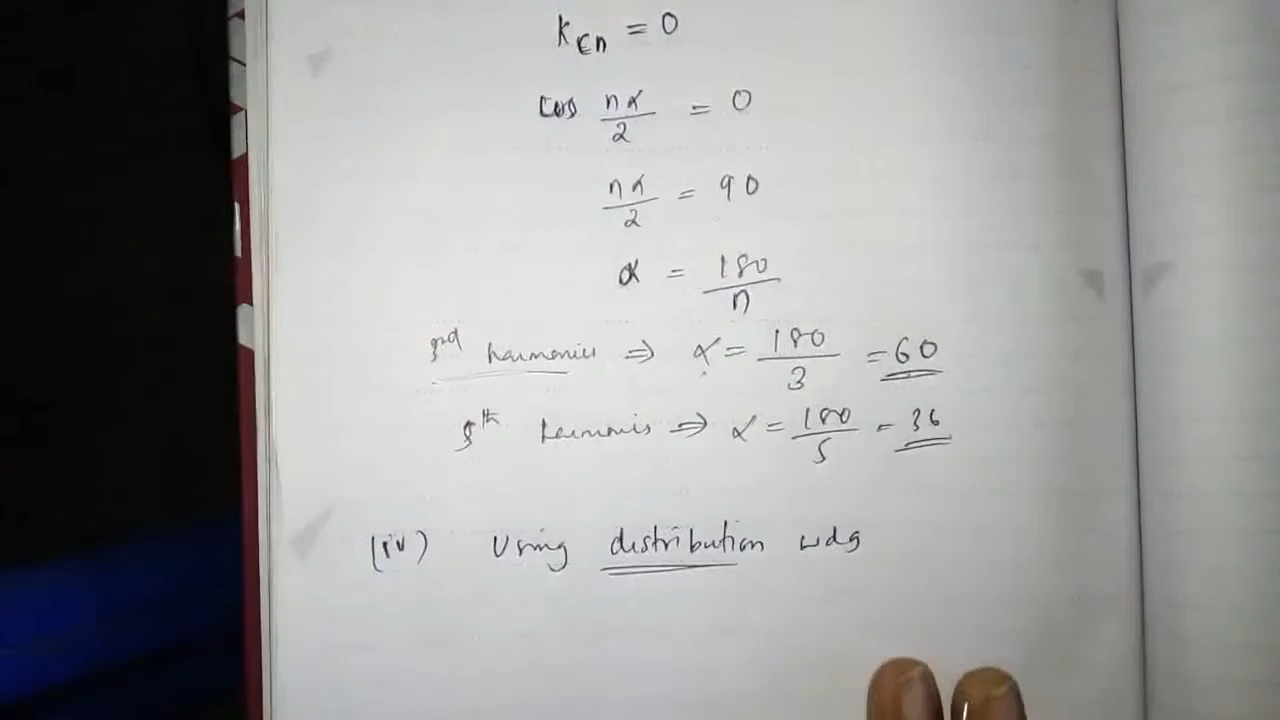 K_Cn = 0
Cos nα/2 = 0
nα/2 = 90
α = 180/n
3rd harmonics ⇒ α = 180/3 = 60
5th harmonis ⇒ α = 180/5 = 36
(iv) Using distribution wdg